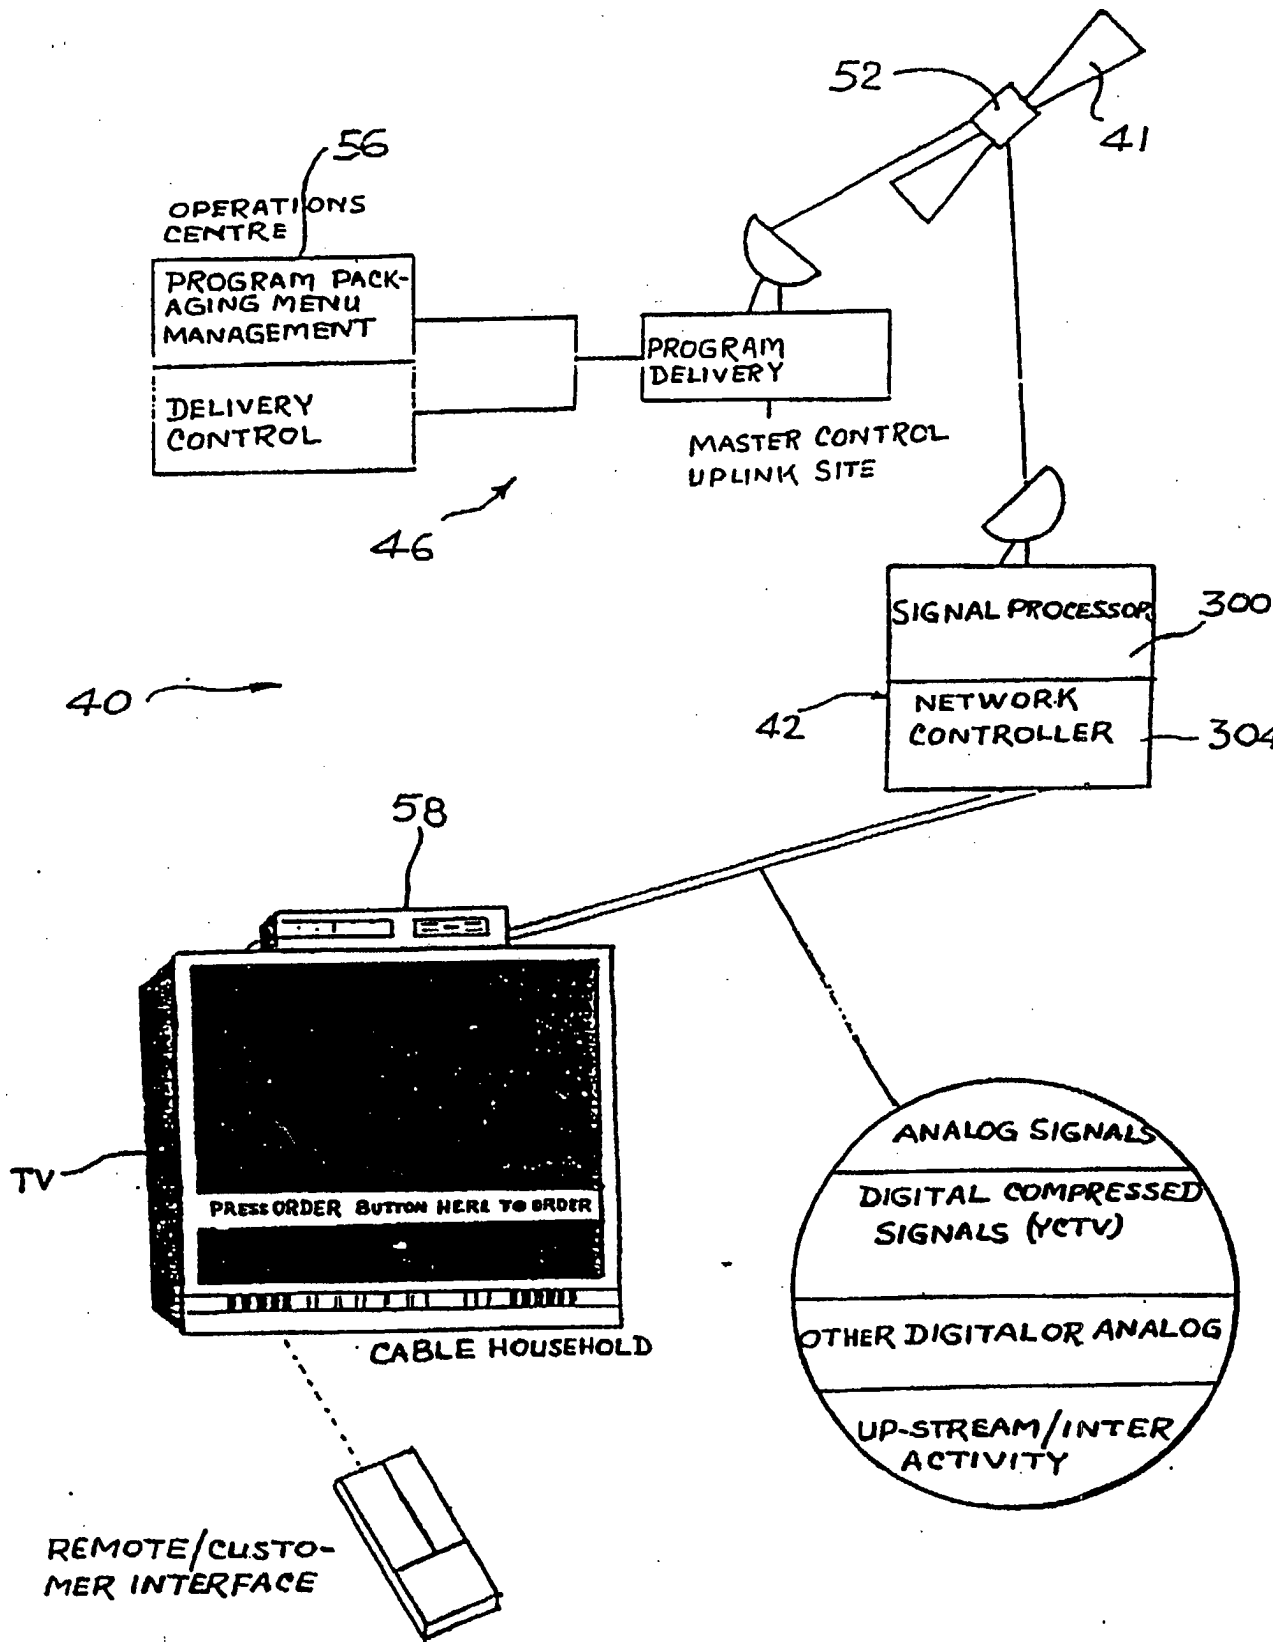 52
41
56
OPERATIONS
CENTRE
PROGRAM PACK-
AGING MENU
MANAGEMENT
DELIVERY
CONTROL
PROGRAM
DELIVERY
MASTER CONTROL
UPLINK SITE
46
SIGNAL PROCESSOR
300
40
42
NETWORK
CONTROLLER
304
58
TV
PRESS ORDER BUTTON HERE TO ORDER
CABLE HOUSEHOLD
ANALOG SIGNALS
DIGITAL COMPRESSED
SIGNALS (YCTV)
OTHER DIGITAL OR ANALOG
UP-STREAM/INTER
ACTIVITY
REMOTE/CUSTO-
MER INTERFACE